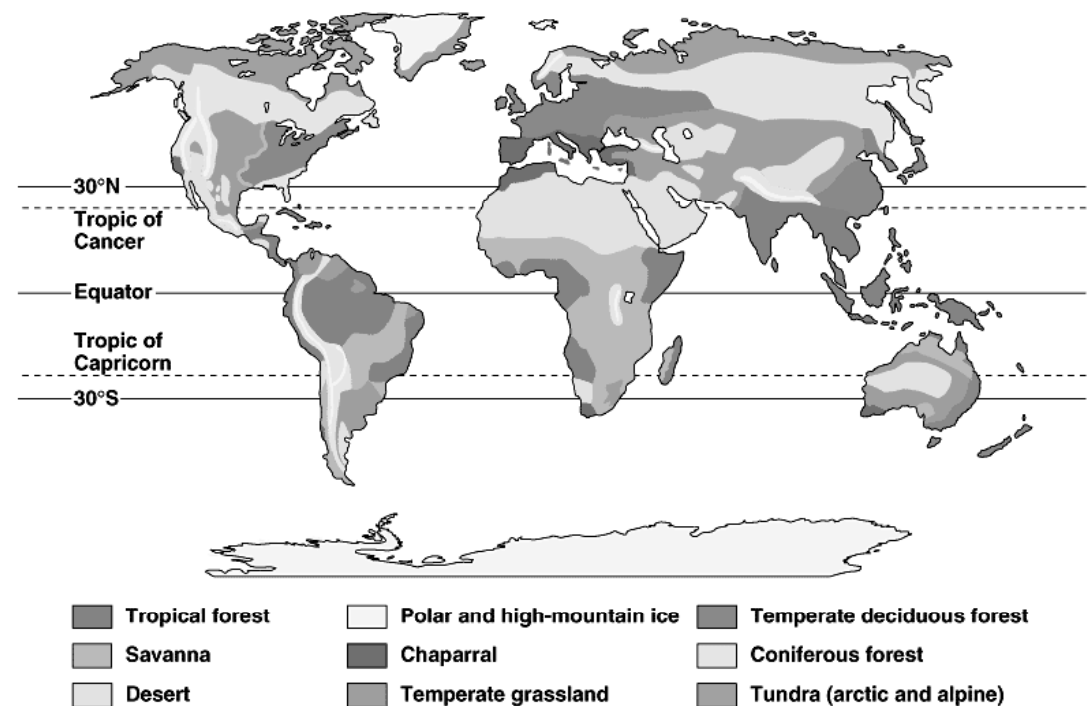 30°N
Tropic of
Cancer
Equator
Tropic of
Capricorn
30°S
Tropical forest
Polar and high-mountain ice
Temperate deciduous forest
Savanna
Chaparral
Coniferous forest
Desert
Temperate grassland
Tundra (arctic and alpine)